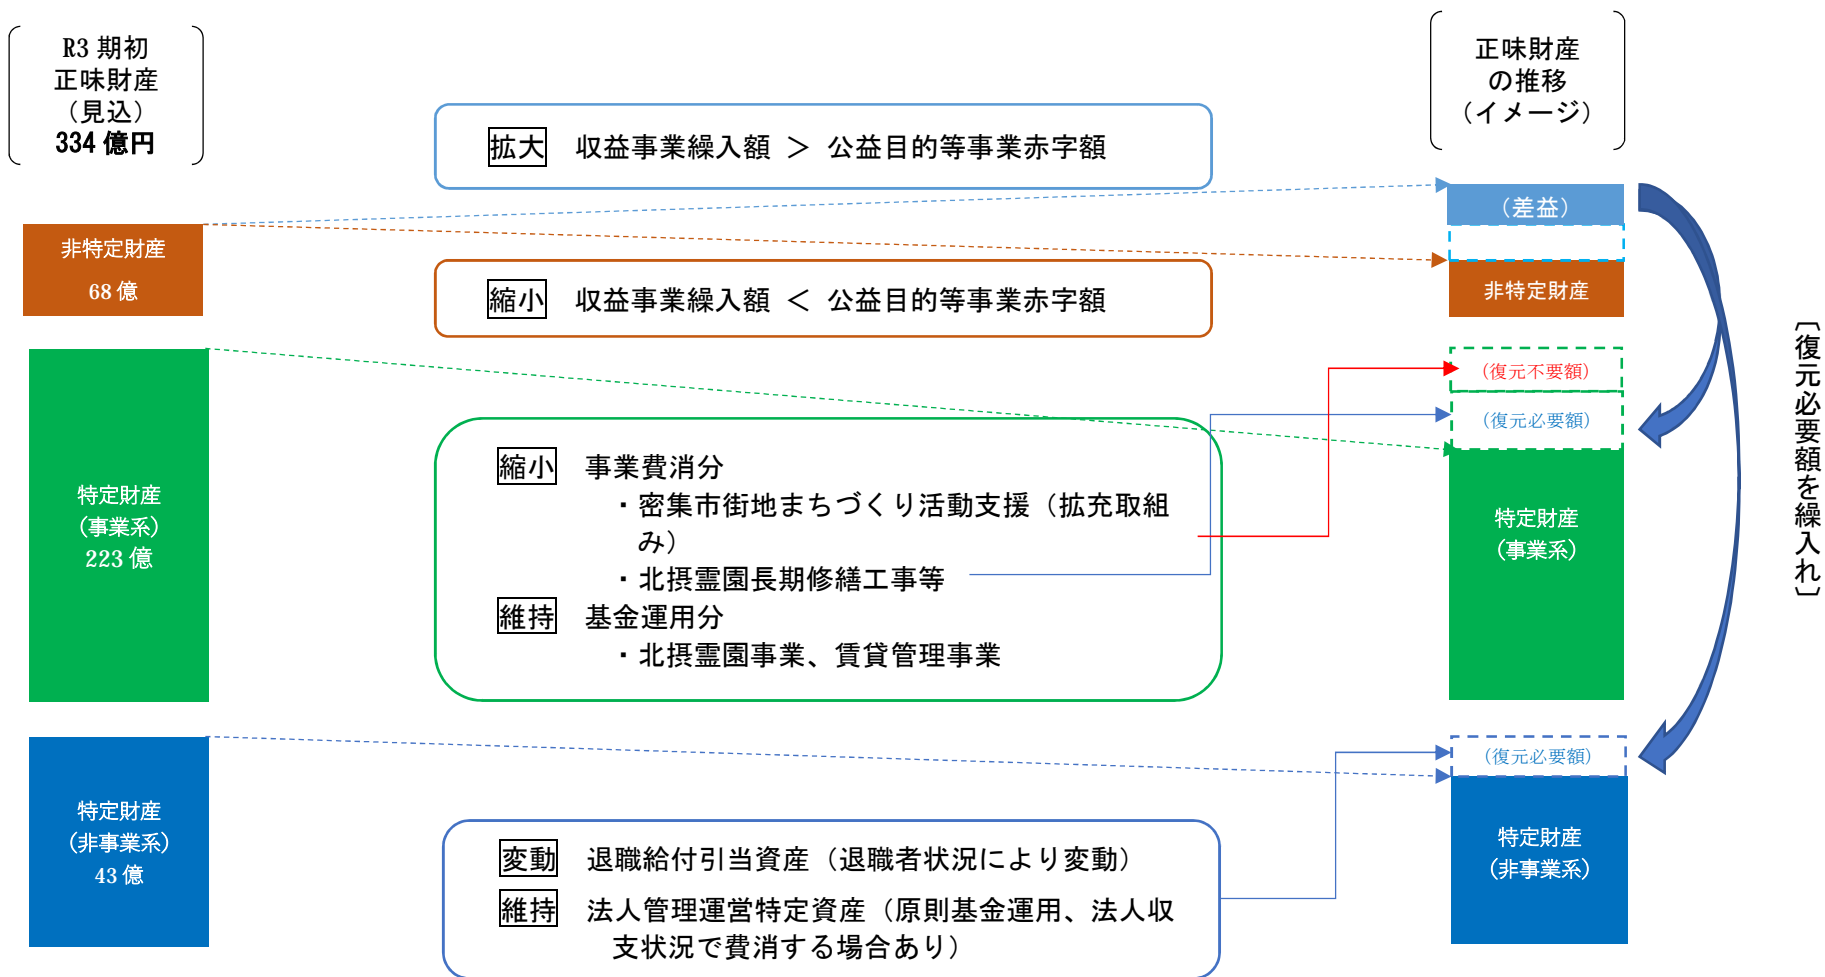 R3 期初
正味財産
（見込）
334 億円
非特定財産
68 億
特定財産
（事業系）
223 億
特定財産
（非事業系）
43 億
拡大 収益事業繰入額 ＞ 公益目的等事業赤字額
縮小 収益事業繰入額 ＜ 公益目的等事業赤字額
縮小 事業費消分
・密集市街地まちづくり活動支援（拡充取組
み）
・北摂霊園長期修繕工事等
維持 基金運用分
・北摂霊園事業、賃貸管理事業
変動 退職給付引当資産（退職者状況により変動）
維持 法人管理運営特定資産（原則基金運用、法人収
支状況で費消する場合あり）
正味財産
の推移
（イメージ）
（差益）
非特定財産
（復元不要額）
（復元必要額）
特定財産
（事業系）
（復元必要額）
特定財産
（非事業系）
〔復元必要額を繰入れ〕